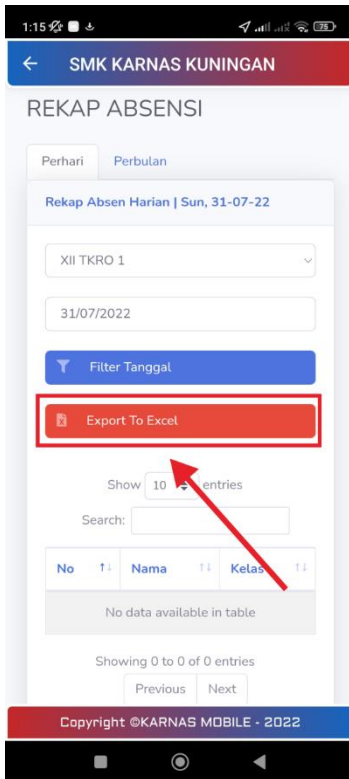 1:15
75
SMK KARNAS KUNINGAN
REKAP ABSENSI
Perhari Perbulan
Rekap Absen Harian | Sun, 31-07-22
XII TKRO 1
31/07/2022
Filter Tanggal
Export To Excel
Show 10 entries
Search:
No Nama Kelas
No data available in table
Showing 0 to 0 of 0 entries
Previous Next
Copyright ©KARNAS MOBILE - 2022